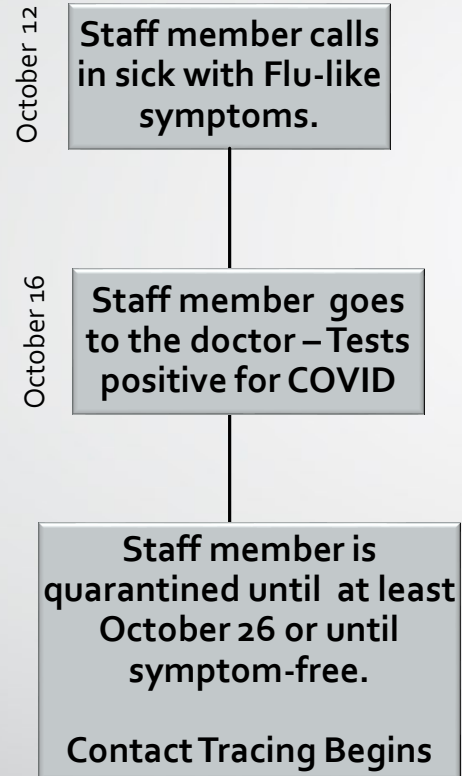 October 12
Staff member calls
in sick with Flu-like
symptoms.
October 16
Staff member goes
to the doctor – Tests
positive for COVID
Staff member is
quarantined until at least
October 26 or until
symptom-free.
Contact Tracing Begins